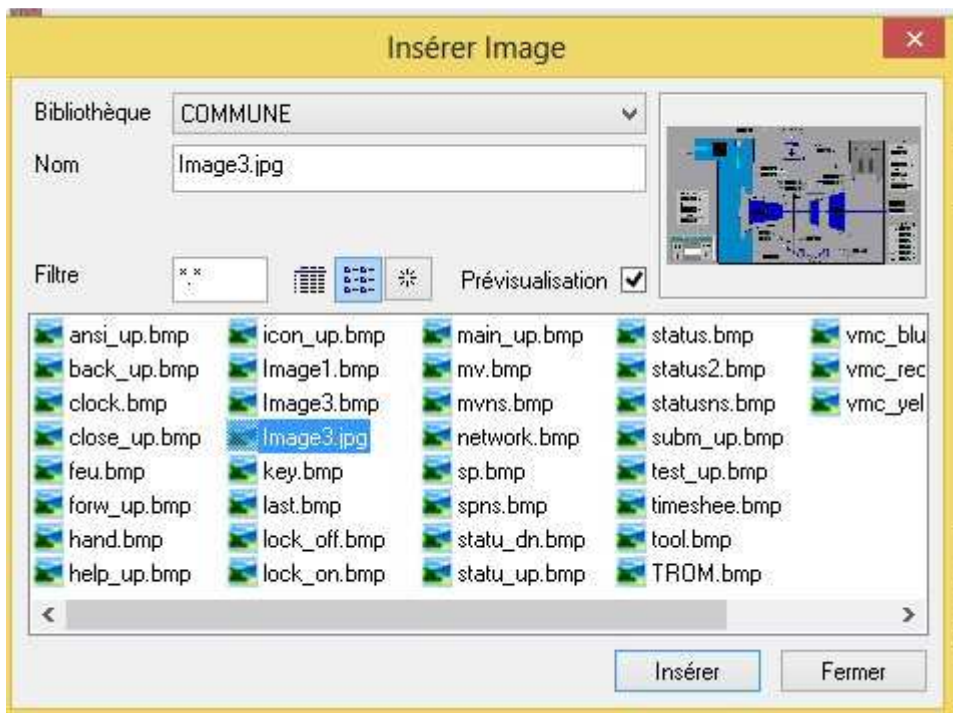 Insérer Image
Bibliothèque COMMUNE
Nom Image3.jpg
Filtre *.* Prévisualisation
ansi_up.bmp icon_up.bmp main_up.bmp status.bmp vmc_blu
back_up.bmp Image1.bmp mv.bmp status2.bmp vmc_rec
clock.bmp Image3.bmp mvns.bmp statusns.bmp vmc_yel
close_up.bmp Image3.jpg network.bmp subm_up.bmp
feu.bmp key.bmp sp.bmp test_up.bmp
forw_up.bmp last.bmp spns.bmp timeshee.bmp
hand.bmp lock_off.bmp statu_dn.bmp tool.bmp
help_up.bmp lock_on.bmp statu_up.bmp TROM.bmp
Insérer Fermer